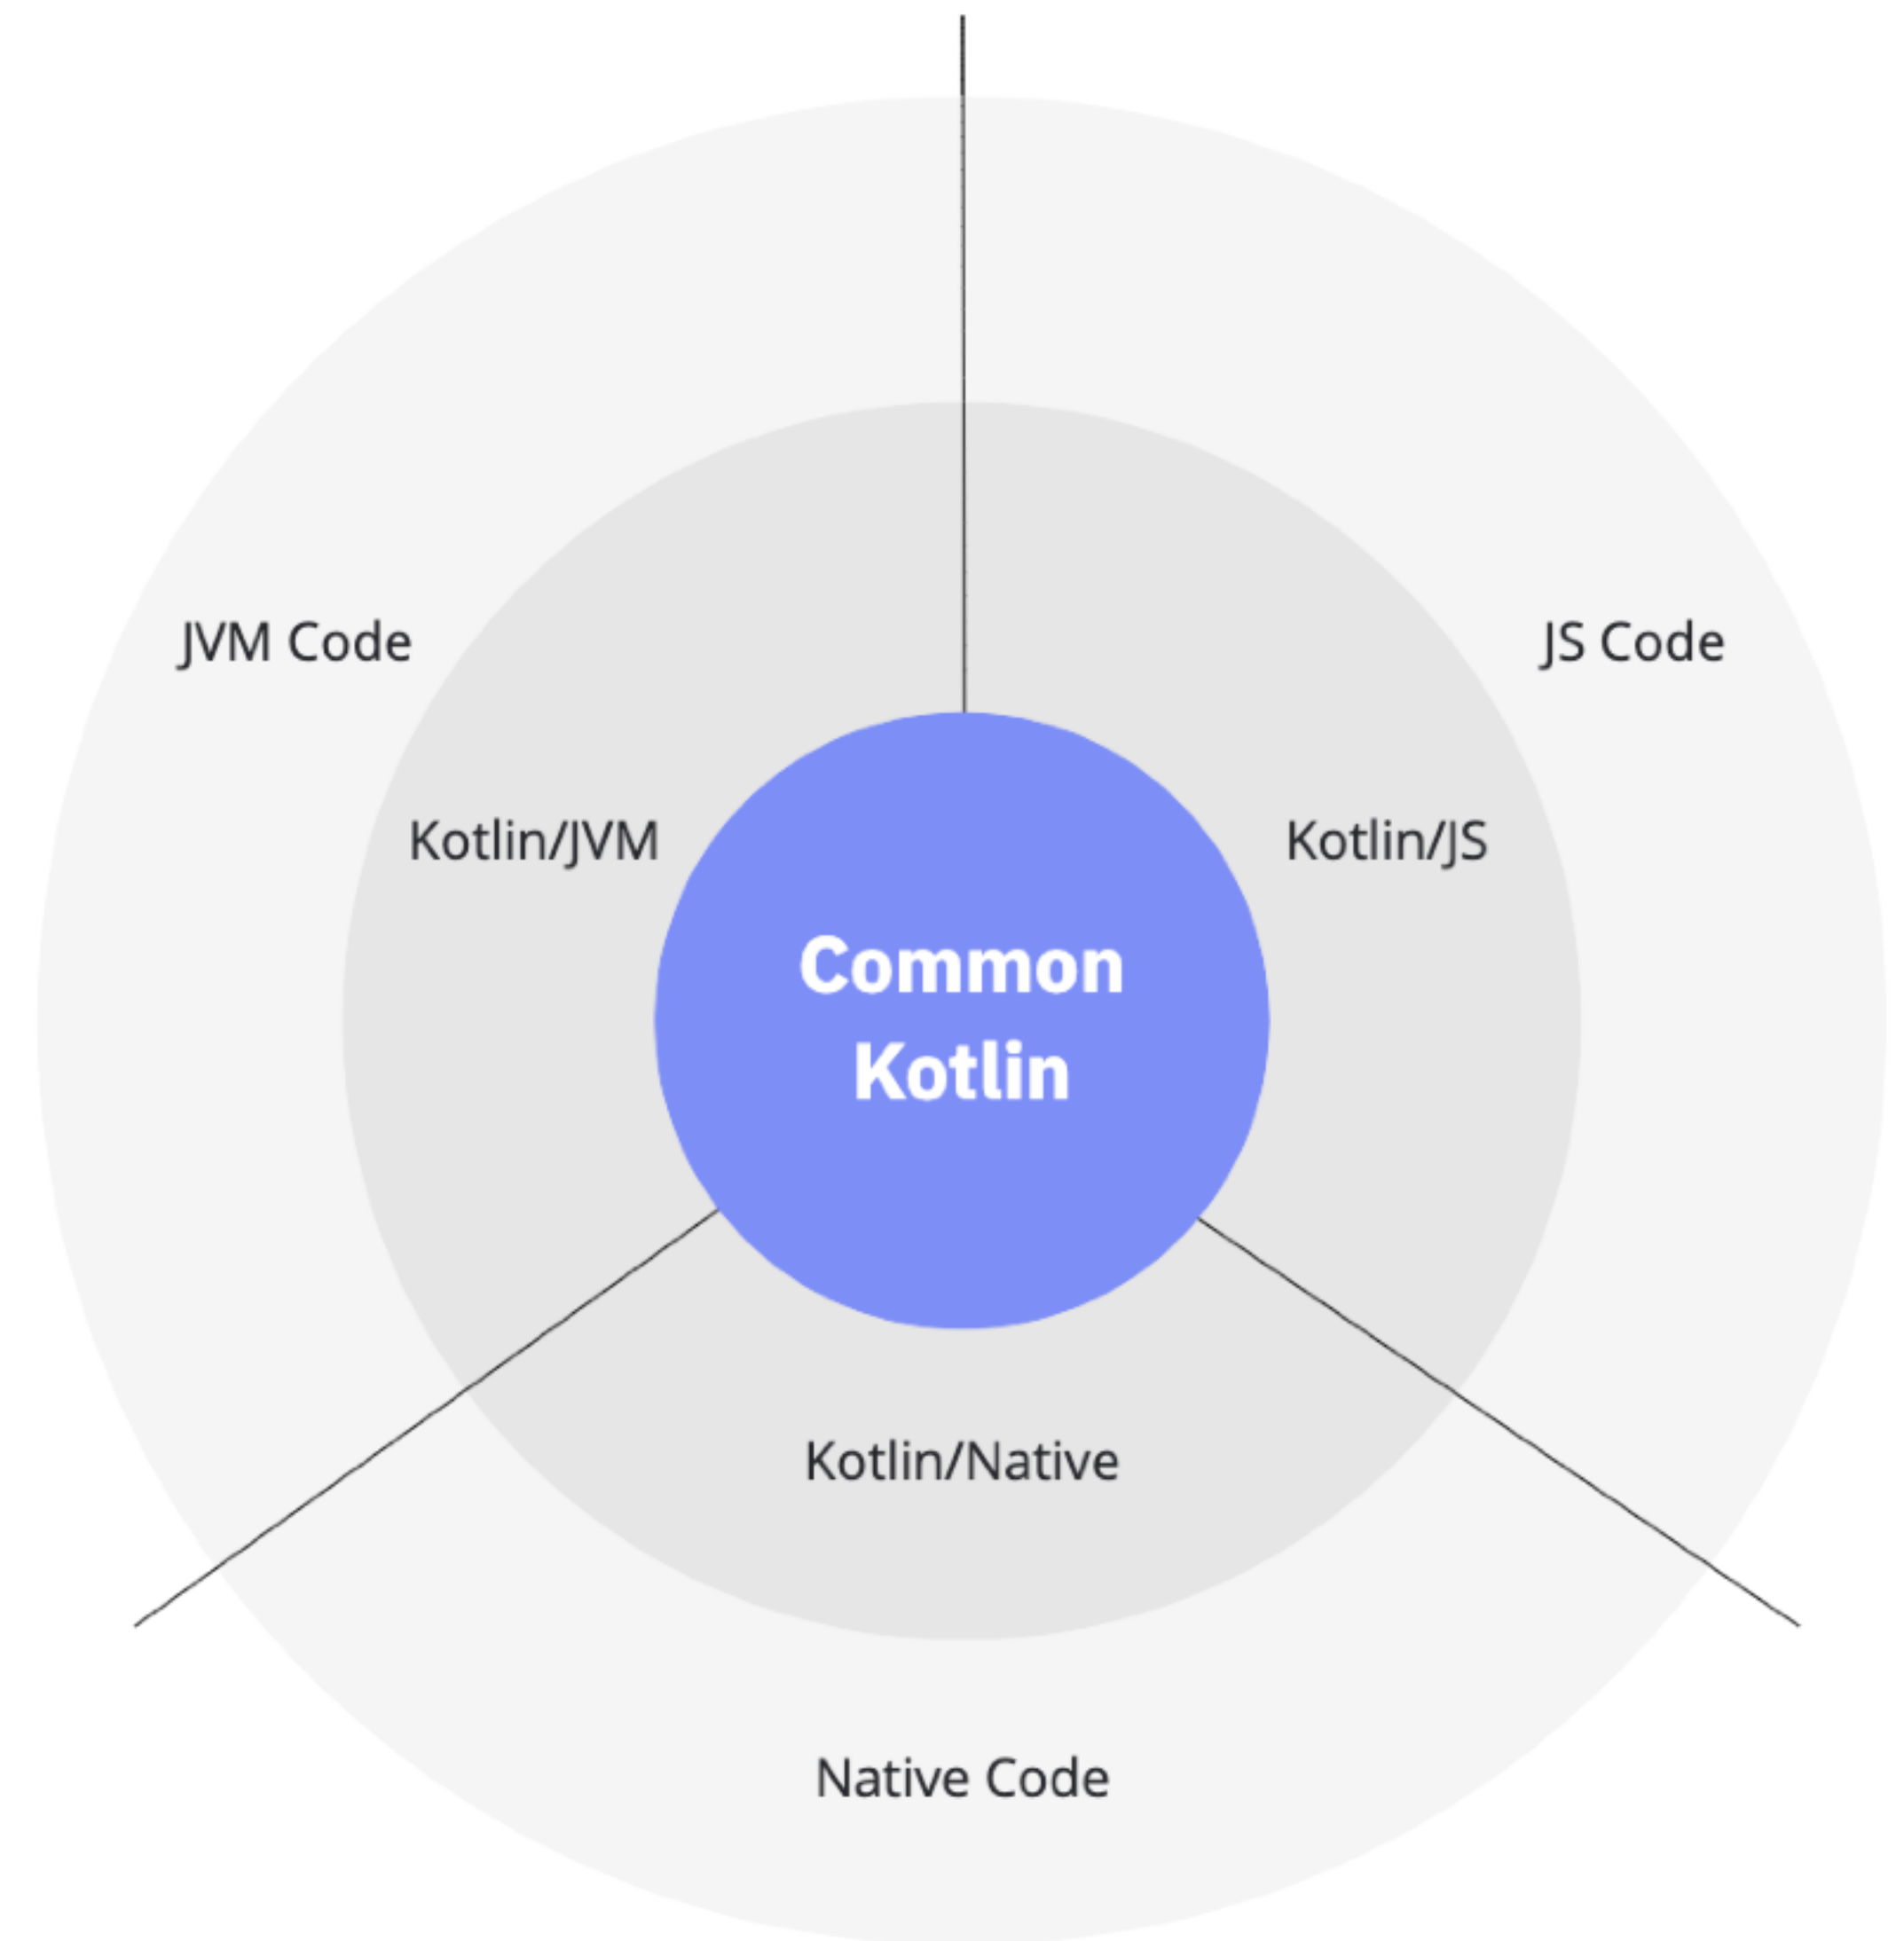 JVM Code
JS Code
Kotlin/JVM
Kotlin/JS
Common
Kotlin
Kotlin/Native
Native Code